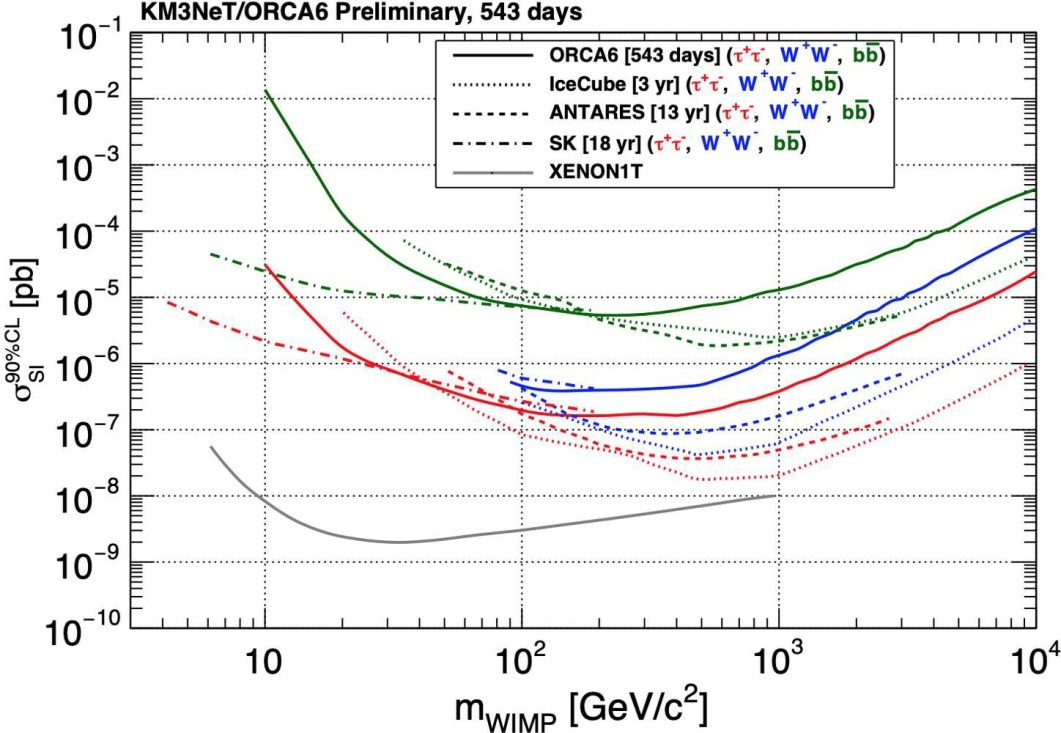 KM3NeT/ORCA6 Preliminary, 543 days
ORCA6 [543 days] (τ⁺τ⁻, W⁺W⁻, bb̅)
IceCube [3 yr] (τ⁺τ⁻, W⁺W⁻, bb̅)
ANTARES [13 yr] (τ⁺τ⁻, W⁺W⁻, bb̅)
SK [18 yr] (τ⁺τ⁻, W⁺W⁻, bb̅)
XENON1T
10⁻¹
10⁻²
10⁻³
10⁻⁴
10⁻⁵
10⁻⁶
10⁻⁷
10⁻⁸
10⁻⁹
10⁻¹⁰
σ_SI^90%CL [pb]
10 10² 10³ 10⁴
m_WIMP [GeV/c²]